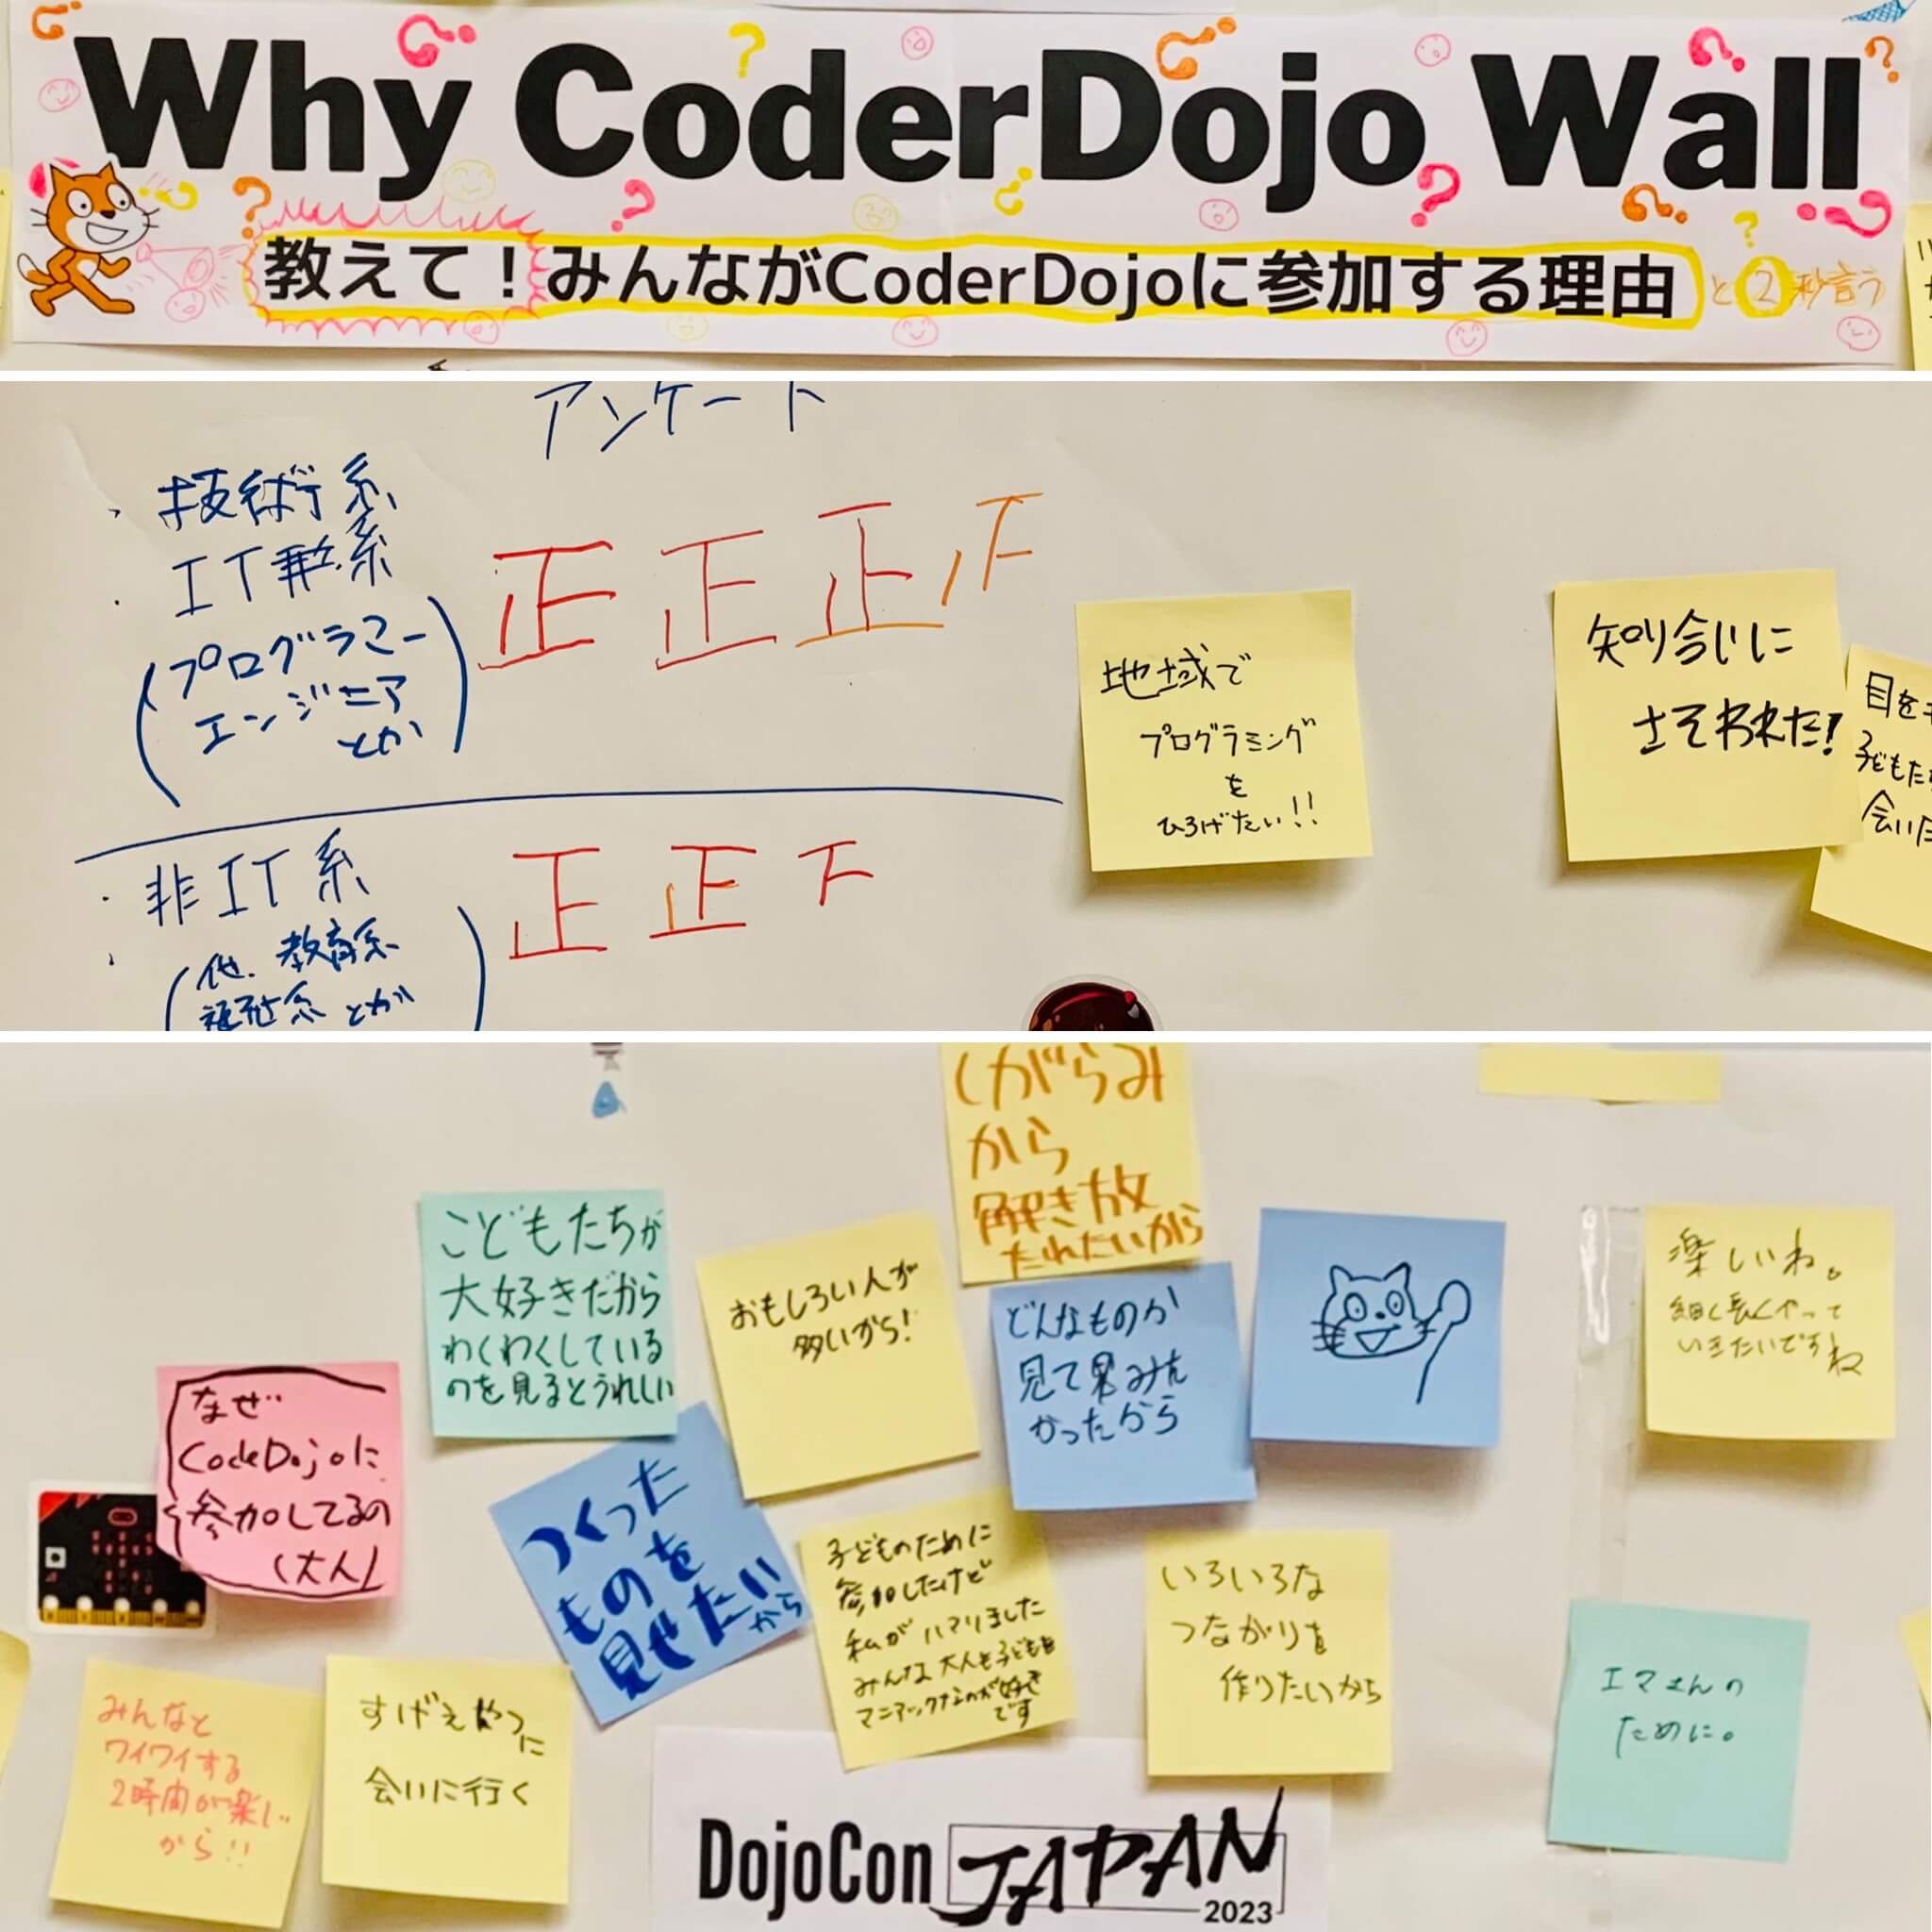 Why CoderDojo Wall
教えて!みんながCoderDojoに参加する理由
と2秒言う
アンケート
技術系
IT業系
(プログラマー
エンジニア
とか)
正正正下
非IT系
(他、教育系
福祉系とか)
正正下
地域で
プログラミング
を
ひろげたい!!
知り合いに
さそわれた!
目を
子どもた
会いた
しがらみ
から
解き放
たれたいから
こどもたちが
大好きだから
わくわくしている
のを見るとうれしい
おもしろい人が
多いから!
どんなものか
見てみた
かったから
楽しいね。
細く長くやって
いきたいですね
なぜ
CodeDojoに
参加してるの
(大人)
つくった
ものを
見せたい
から
子どものために
参加したけど
私がハマりました
みんな大人も子どもも
マニアックなのが好き
です
いろいろな
つながりを
作りたいから
エマさんの
ために。
みんなと
ワイワイする
2時間が楽しい
から!!
すげえやつに
会いに行く
DojoCon JAPAN
2023